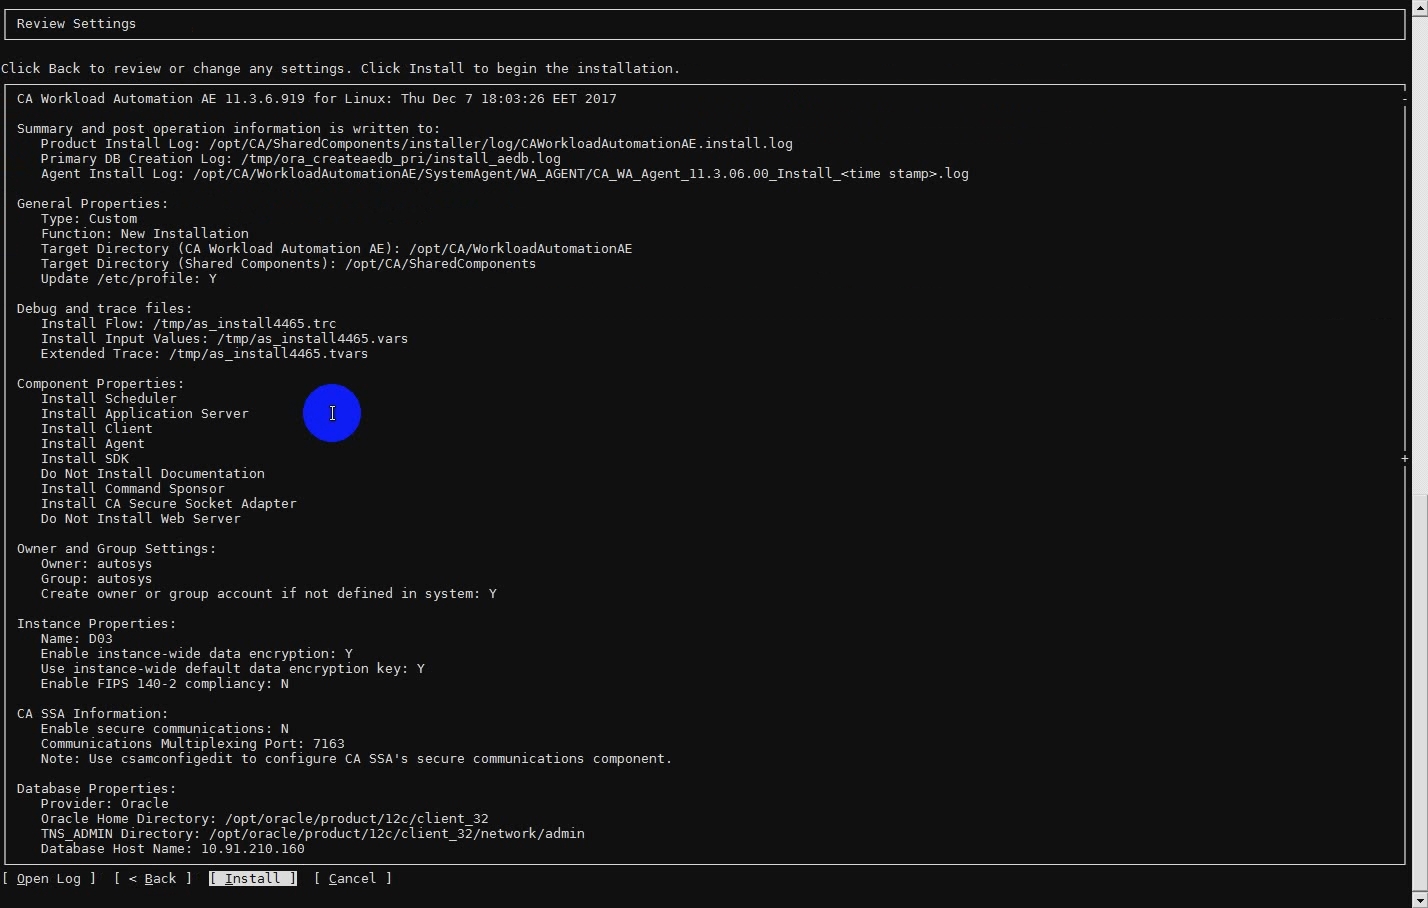 Review Settings
Click Back to review or change any settings. Click Install to begin the installation.
CA Workload Automation AE 11.3.6.919 for Linux: Thu Dec 7 18:03:26 EET 2017
Summary and post operation information is written to:
Product Install Log: /opt/CA/SharedComponents/installer/log/CAWorkloadAutomationAE.install.log
Primary DB Creation Log: /tmp/ora_createaedb_pri/install_aedb.log
Agent Install Log: /opt/CA/WorkloadAutomationAE/SystemAgent/WA_AGENT/CA_WA_Agent_11.3.06.00_Install_<time stamp>.log
General Properties:
Type: Custom
Function: New Installation
Target Directory (CA Workload Automation AE): /opt/CA/WorkloadAutomationAE
Target Directory (Shared Components): /opt/CA/SharedComponents
Update /etc/profile: Y
Debug and trace files:
Install Flow: /tmp/as_install4465.trc
Install Input Values: /tmp/as_install4465.vars
Extended Trace: /tmp/as_install4465.tvars
Component Properties:
Install Scheduler
Install Application Server
Install Client
Install Agent
Install SDK
Do Not Install Documentation
Install Command Sponsor
Install CA Secure Socket Adapter
Do Not Install Web Server
Owner and Group Settings:
Owner: autosys
Group: autosys
Create owner or group account if not defined in system: Y
Instance Properties:
Name: D03
Enable instance-wide data encryption: Y
Use instance-wide default data encryption key: Y
Enable FIPS 140-2 compliancy: N
CA SSA Information:
Enable secure communications: N
Communications Multiplexing Port: 7163
Note: Use csamconfigedit to configure CA SSA's secure communications component.
Database Properties:
Provider: Oracle
Oracle Home Directory: /opt/oracle/product/12c/client_32
TNS_ADMIN Directory: /opt/oracle/product/12c/client_32/network/admin
Database Host Name: 10.91.210.160
[ Open Log ] [ < Back ] [ Install ] [ Cancel ]